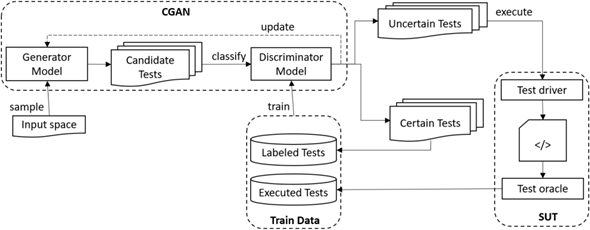 CGAN
update
Generator
Model
Candidate
Tests
classify
Discriminator
Model
Uncertain Tests
execute
sample
Input space
train
Certain Tests
Labeled Tests
Executed Tests
Train Data
Test driver
</>
Test oracle
SUT